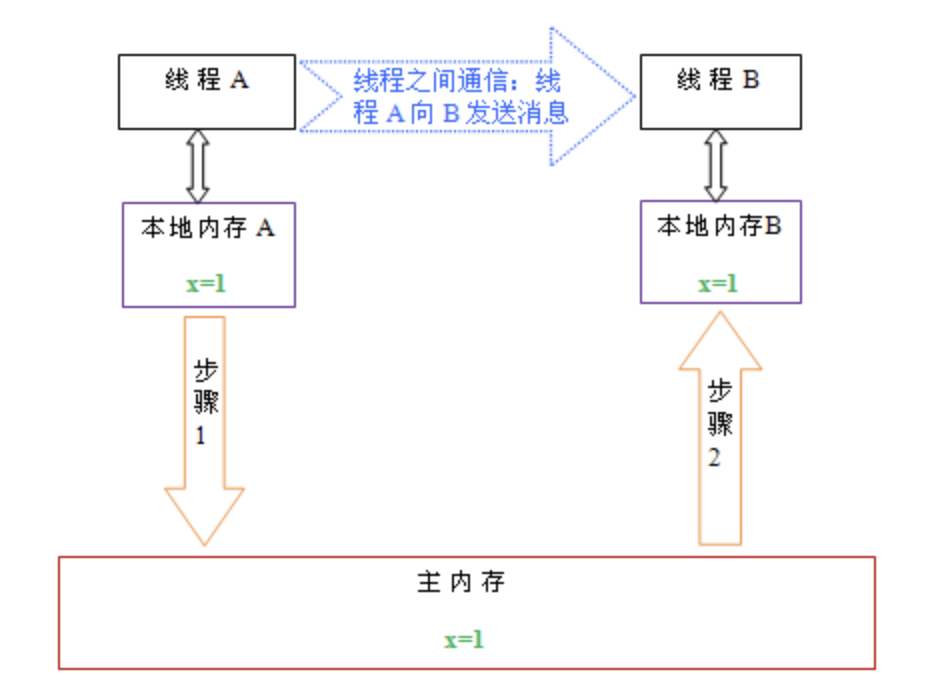 线程 A
线程之间通信：线
程 A 向 B 发送消息
线程 B
本地内存 A
x=1
本地内存B
x=1
步
骤
1
步
骤
2
主内存
x=1